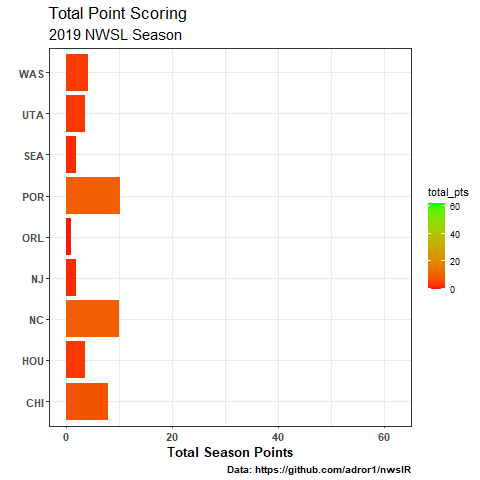 Total Point Scoring
2019 NWSL Season
WAS
UTA
SEA
POR
ORL
NJ
NC
HOU
CHI
0 20 40 60
Total Season Points
Data: https://github.com/adror1/nwslR
total_pts
60
40
20
0